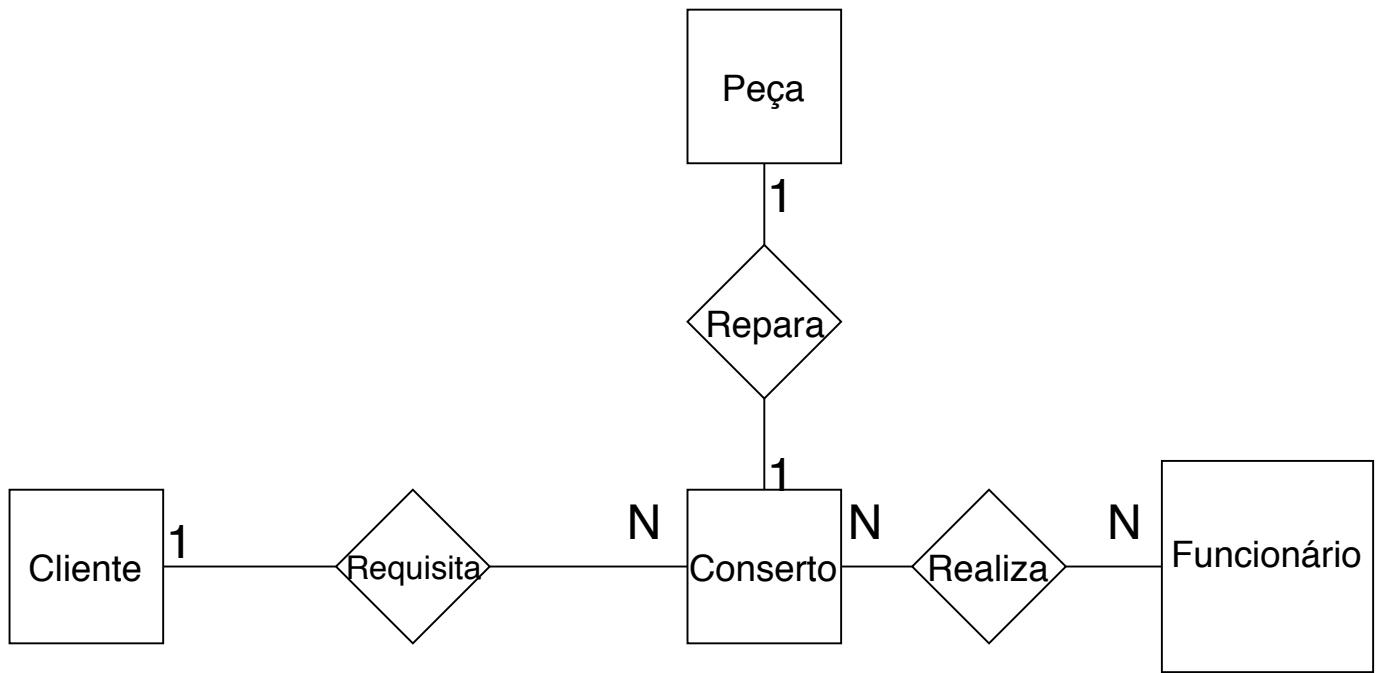 Peça
1
Repara
1
Cliente
1
Requisita
N
Conserto
N
Realiza
N
Funcionário